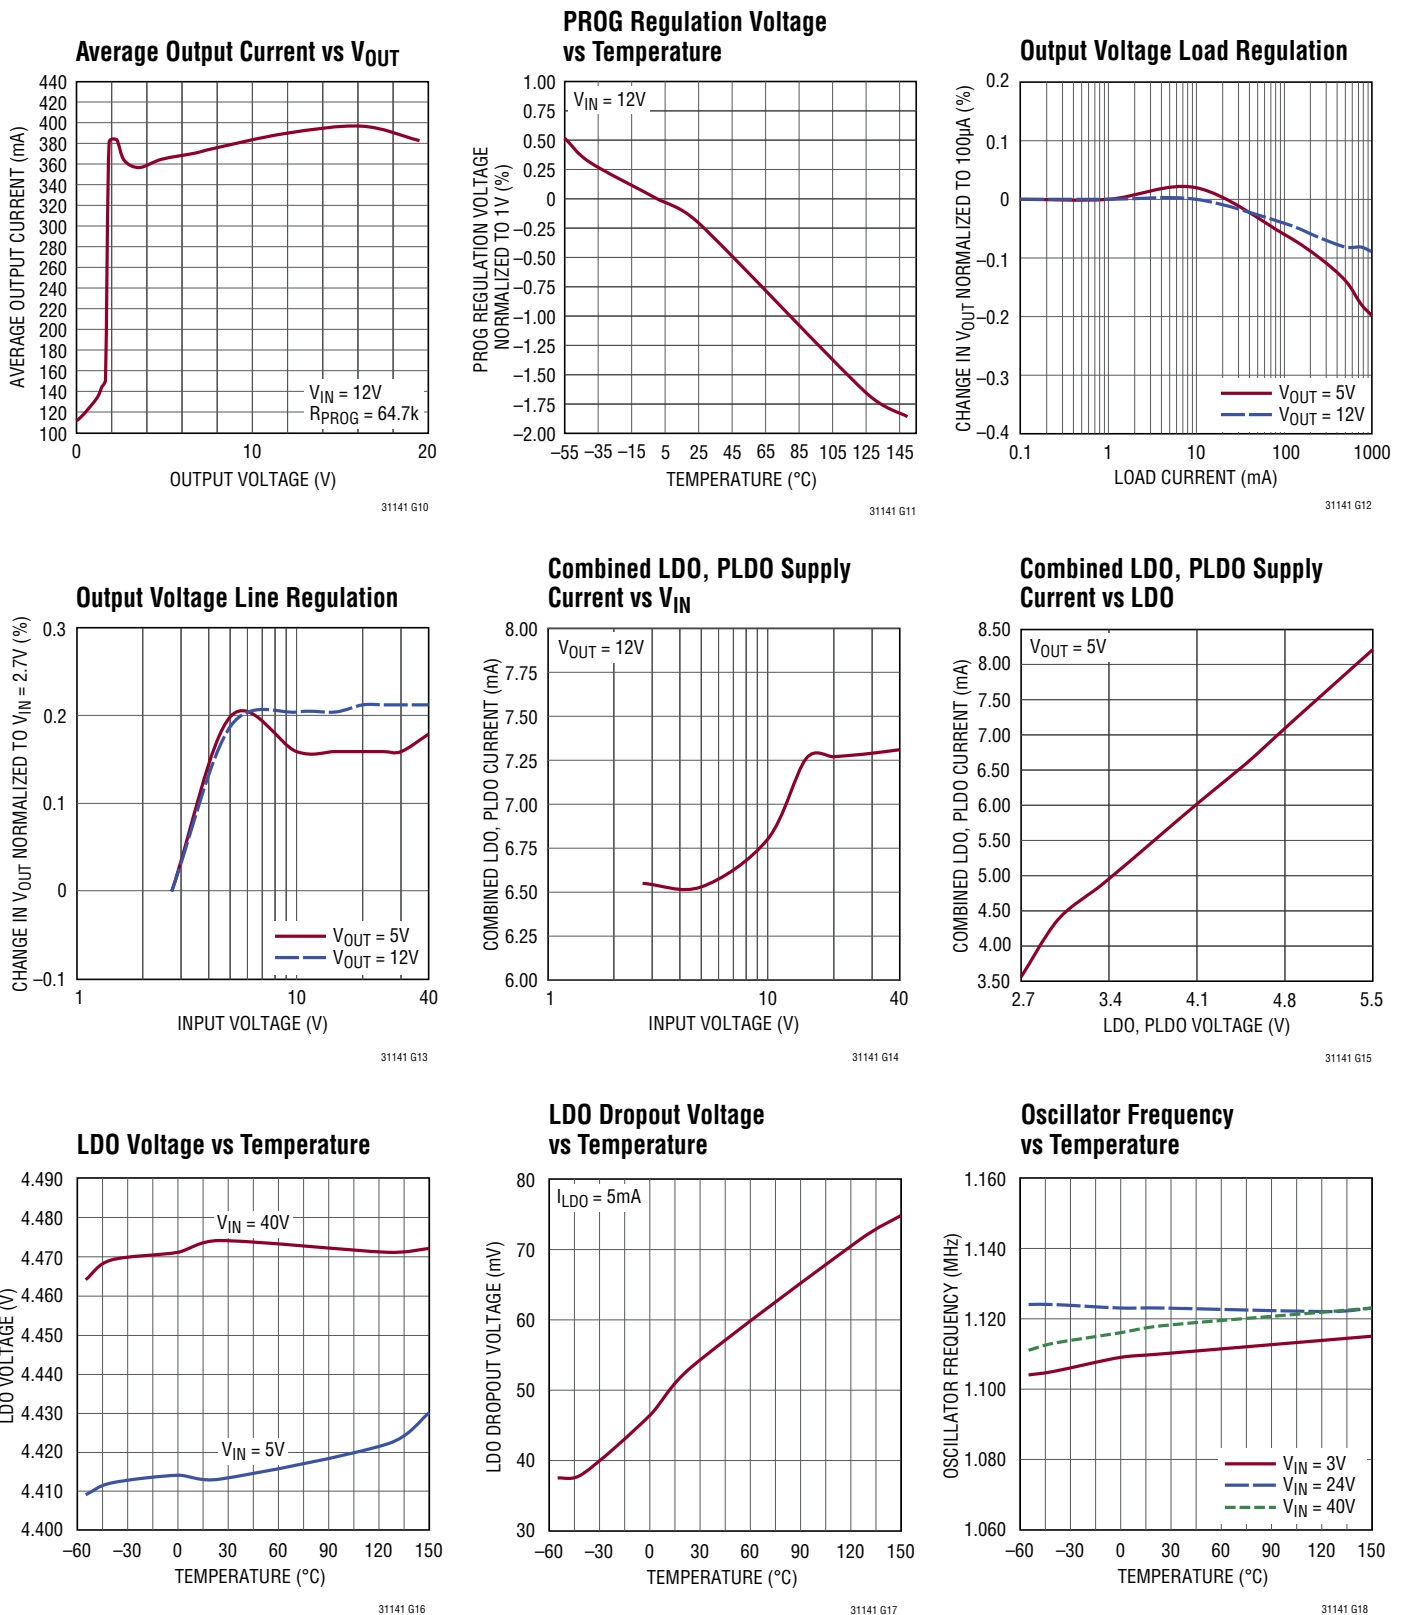 Average Output Current vs VOUT
440
420
400
380
360
340
320
300
280
260
240
220
200
180
160
140
120
100
AVERAGE OUTPUT CURRENT (mA)
VIN = 12V
RPROG = 64.7k
0 10 20
OUTPUT VOLTAGE (V)
31141 G10
PROG Regulation Voltage
vs Temperature
1.00
0.75
0.50
0.25
0
–0.25
–0.50
–0.75
–1.00
–1.25
–1.50
–1.75
–2.00
PROG REGULATION VOLTAGE
NORMALIZED TO 1V (%)
VIN = 12V
–55 –35 –15 5 25 45 65 85 105 125 145
TEMPERATURE (°C)
31141 G11
Output Voltage Load Regulation
0.2
0.1
0
–0.1
–0.2
–0.3
–0.4
CHANGE IN VOUT NORMALIZED TO 100µA (%)
VOUT = 5V
VOUT = 12V
0.1 1 10 100 1000
LOAD CURRENT (mA)
31141 G12
Output Voltage Line Regulation
0.3
0.2
0.1
0
–0.1
CHANGE IN VOUT NORMALIZED TO VIN = 2.7V (%)
VOUT = 5V
VOUT = 12V
1 10 40
INPUT VOLTAGE (V)
31141 G13
Combined LDO, PLDO Supply
Current vs VIN
8.00
7.75
7.50
7.25
7.00
6.75
6.50
6.25
6.00
COMBINED LDO, PLDO CURRENT (mA)
VOUT = 12V
1 10 40
INPUT VOLTAGE (V)
31141 G14
Combined LDO, PLDO Supply
Current vs LDO
8.50
8.00
7.50
7.00
6.50
6.00
5.50
5.00
4.50
4.00
3.50
COMBINED LDO, PLDO CURRENT (mA)
VOUT = 5V
2.7 3.4 4.1 4.8 5.5
LDO, PLDO VOLTAGE (V)
31141 G15
LDO Voltage vs Temperature
4.490
4.480
4.470
4.460
4.450
4.440
4.430
4.420
4.410
4.400
LDO VOLTAGE (V)
VIN = 40V
VIN = 5V
–60 –30 0 30 60 90 120 150
TEMPERATURE (°C)
31141 G16
LDO Dropout Voltage
vs Temperature
80
70
60
50
40
30
LDO DROPOUT VOLTAGE (mV)
ILDO = 5mA
–60 –30 0 30 60 90 120 150
TEMPERATURE (°C)
31141 G17
Oscillator Frequency
vs Temperature
1.160
1.140
1.120
1.100
1.080
1.060
OSCILLATOR FREQUENCY (MHz)
VIN = 3V
VIN = 24V
VIN = 40V
–60 –30 0 30 60 90 120 150
TEMPERATURE (°C)
31141 G18